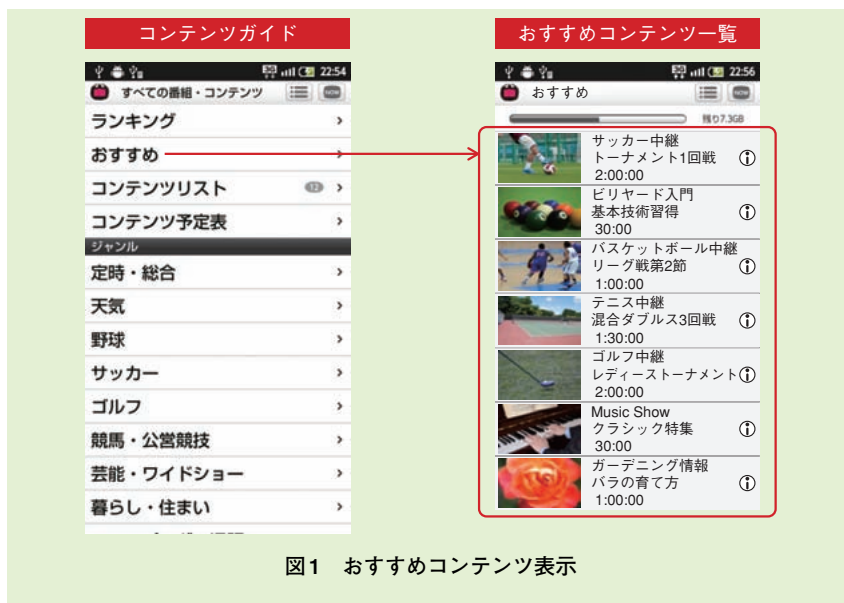 コンテンツガイド
22:54
すべての番組・コンテンツ
NOW
ランキング
おすすめ
コンテンツリスト
12
コンテンツ予定表
ジャンル
定時・総合
天気
野球
サッカー
ゴルフ
競馬・公営競技
芸能・ワイドショー
暮らし・住まい
おすすめコンテンツ一覧
22:56
おすすめ
NOW
残り7.3GB
サッカー中継
トーナメント1回戦
2:00:00
ビリヤード入門
基本技術習得
30:00
バスケットボール中継
リーグ戦第2節
1:00:00
テニス中継
混合ダブルス3回戦
1:30:00
ゴルフ中継
レディーストーナメント
2:00:00
Music Show
クラシック特集
30:00
ガーデニング情報
バラの育て方
1:00:00
図1 おすすめコンテンツ表示